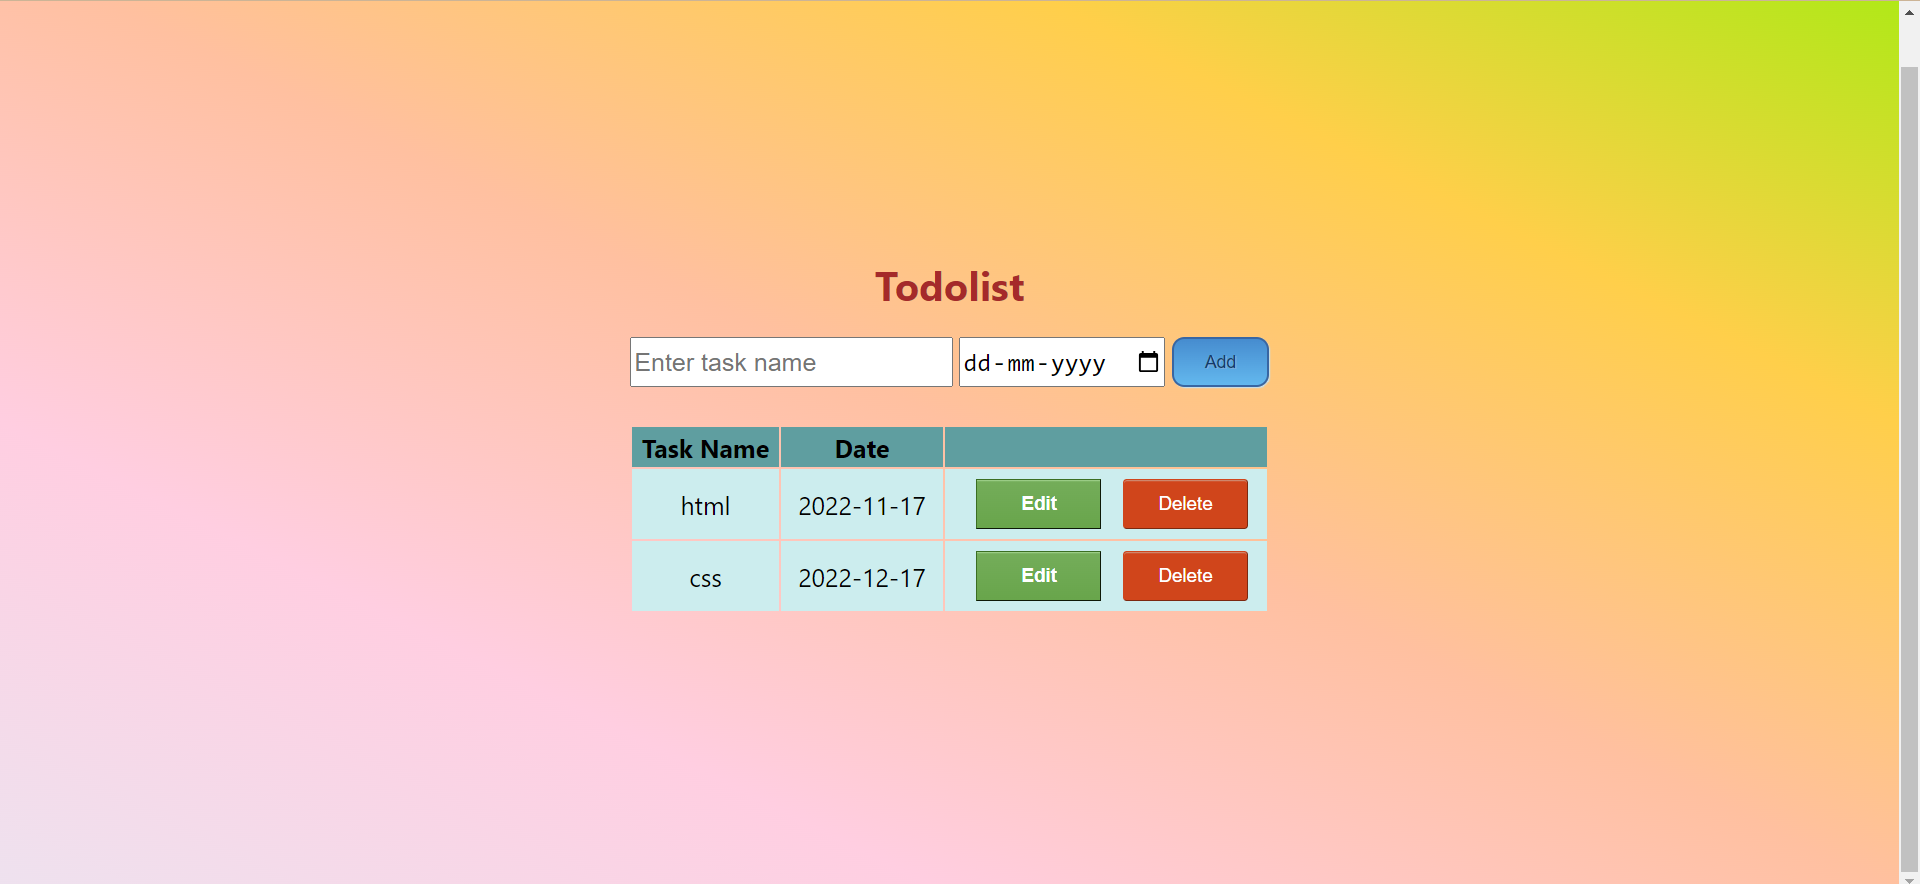 Todolist
Enter task name dd-mm-yyyy Add
Task Name Date
html 2022-11-17 Edit Delete
css 2022-12-17 Edit Delete